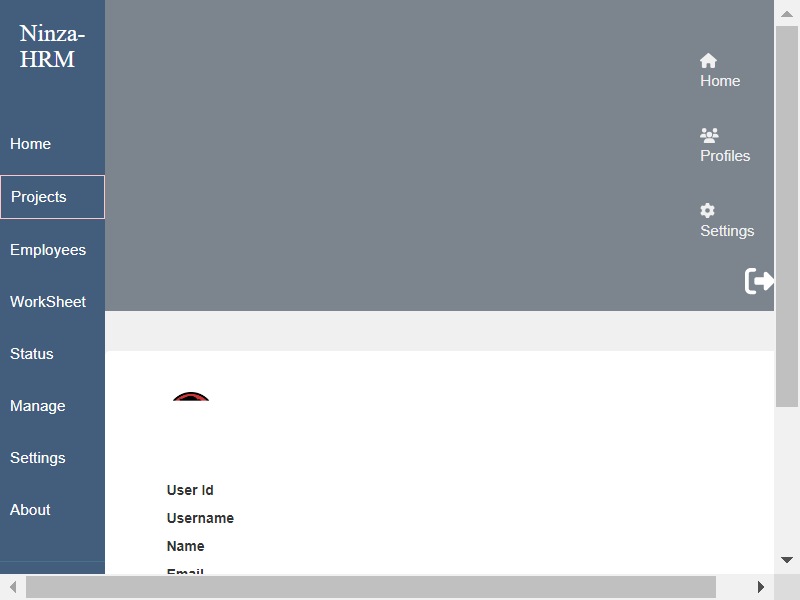 Ninza-
HRM
Home
Projects
Employees
WorkSheet
Status
Manage
Settings
About
Home
Profiles
Settings
User Id
Username
Name
Email